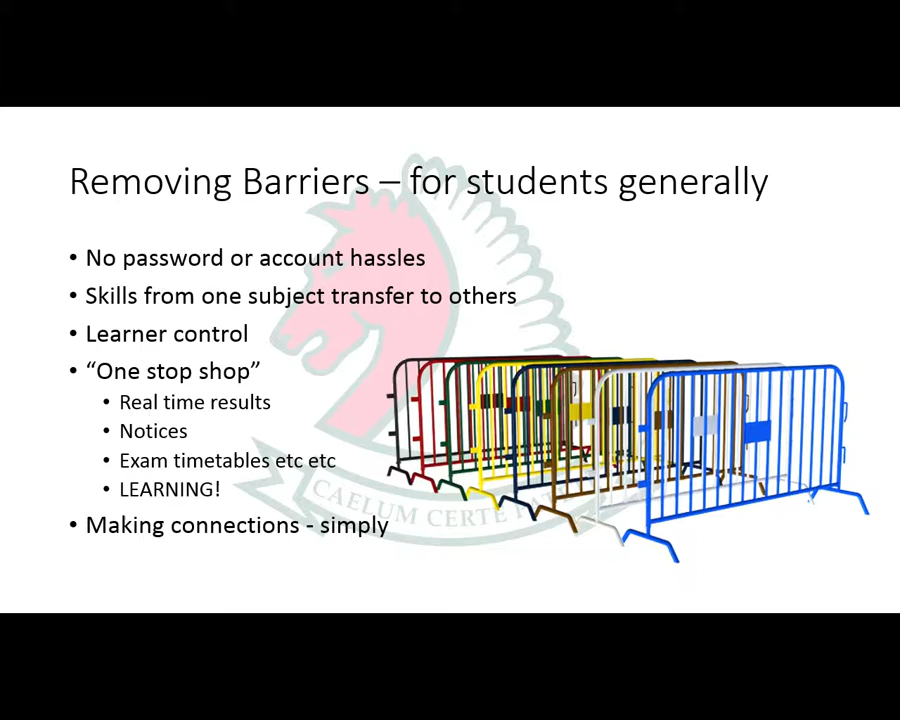 Removing Barriers – for students generally
• No password or account hassles
• Skills from one subject transfer to others
• Learner control
• “One stop shop”
• Real time results
• Notices
• Exam timetables etc etc
• LEARNING!
• Making connections - simply
CAELUM CERTE